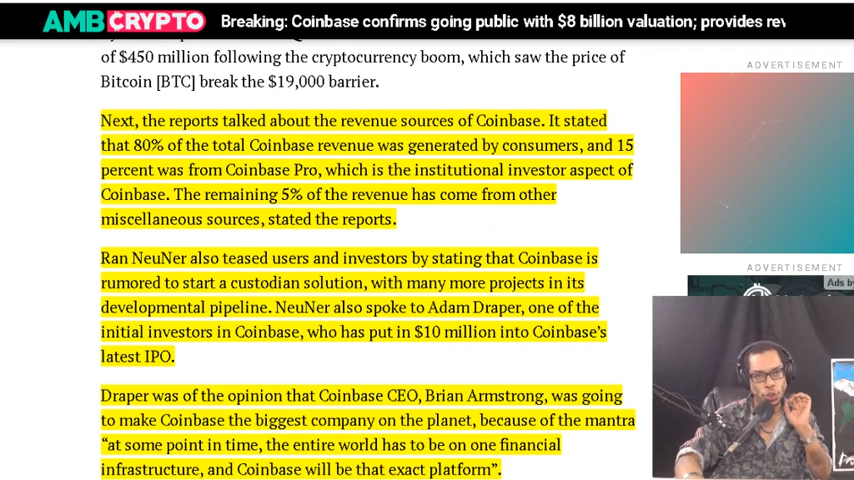 AMBCRYPTO
Breaking: Coinbase confirms going public with $8 billion valuation; provides rev
of $450 million following the cryptocurrency boom, which saw the price of
Bitcoin [BTC] break the $19,000 barrier.
ADVERTISEMENT
Next, the reports talked about the revenue sources of Coinbase. It stated
that 80% of the total Coinbase revenue was generated by consumers, and 15
percent was from Coinbase Pro, which is the institutional investor aspect of
Coinbase. The remaining 5% of the revenue has come from other
miscellaneous sources, stated the reports.
Ran NeuNer also teased users and investors by stating that Coinbase is
rumored to start a custodian solution, with many more projects in its
developmental pipeline. NeuNer also spoke to Adam Draper, one of the
initial investors in Coinbase, who has put in $10 million into Coinbase’s
latest IPO.
ADVERTISEMENT
Ads by
Draper was of the opinion that Coinbase CEO, Brian Armstrong, was going
to make Coinbase the biggest company on the planet, because of the mantra
“at some point in time, the entire world has to be on one financial
infrastructure, and Coinbase will be that exact platform”.